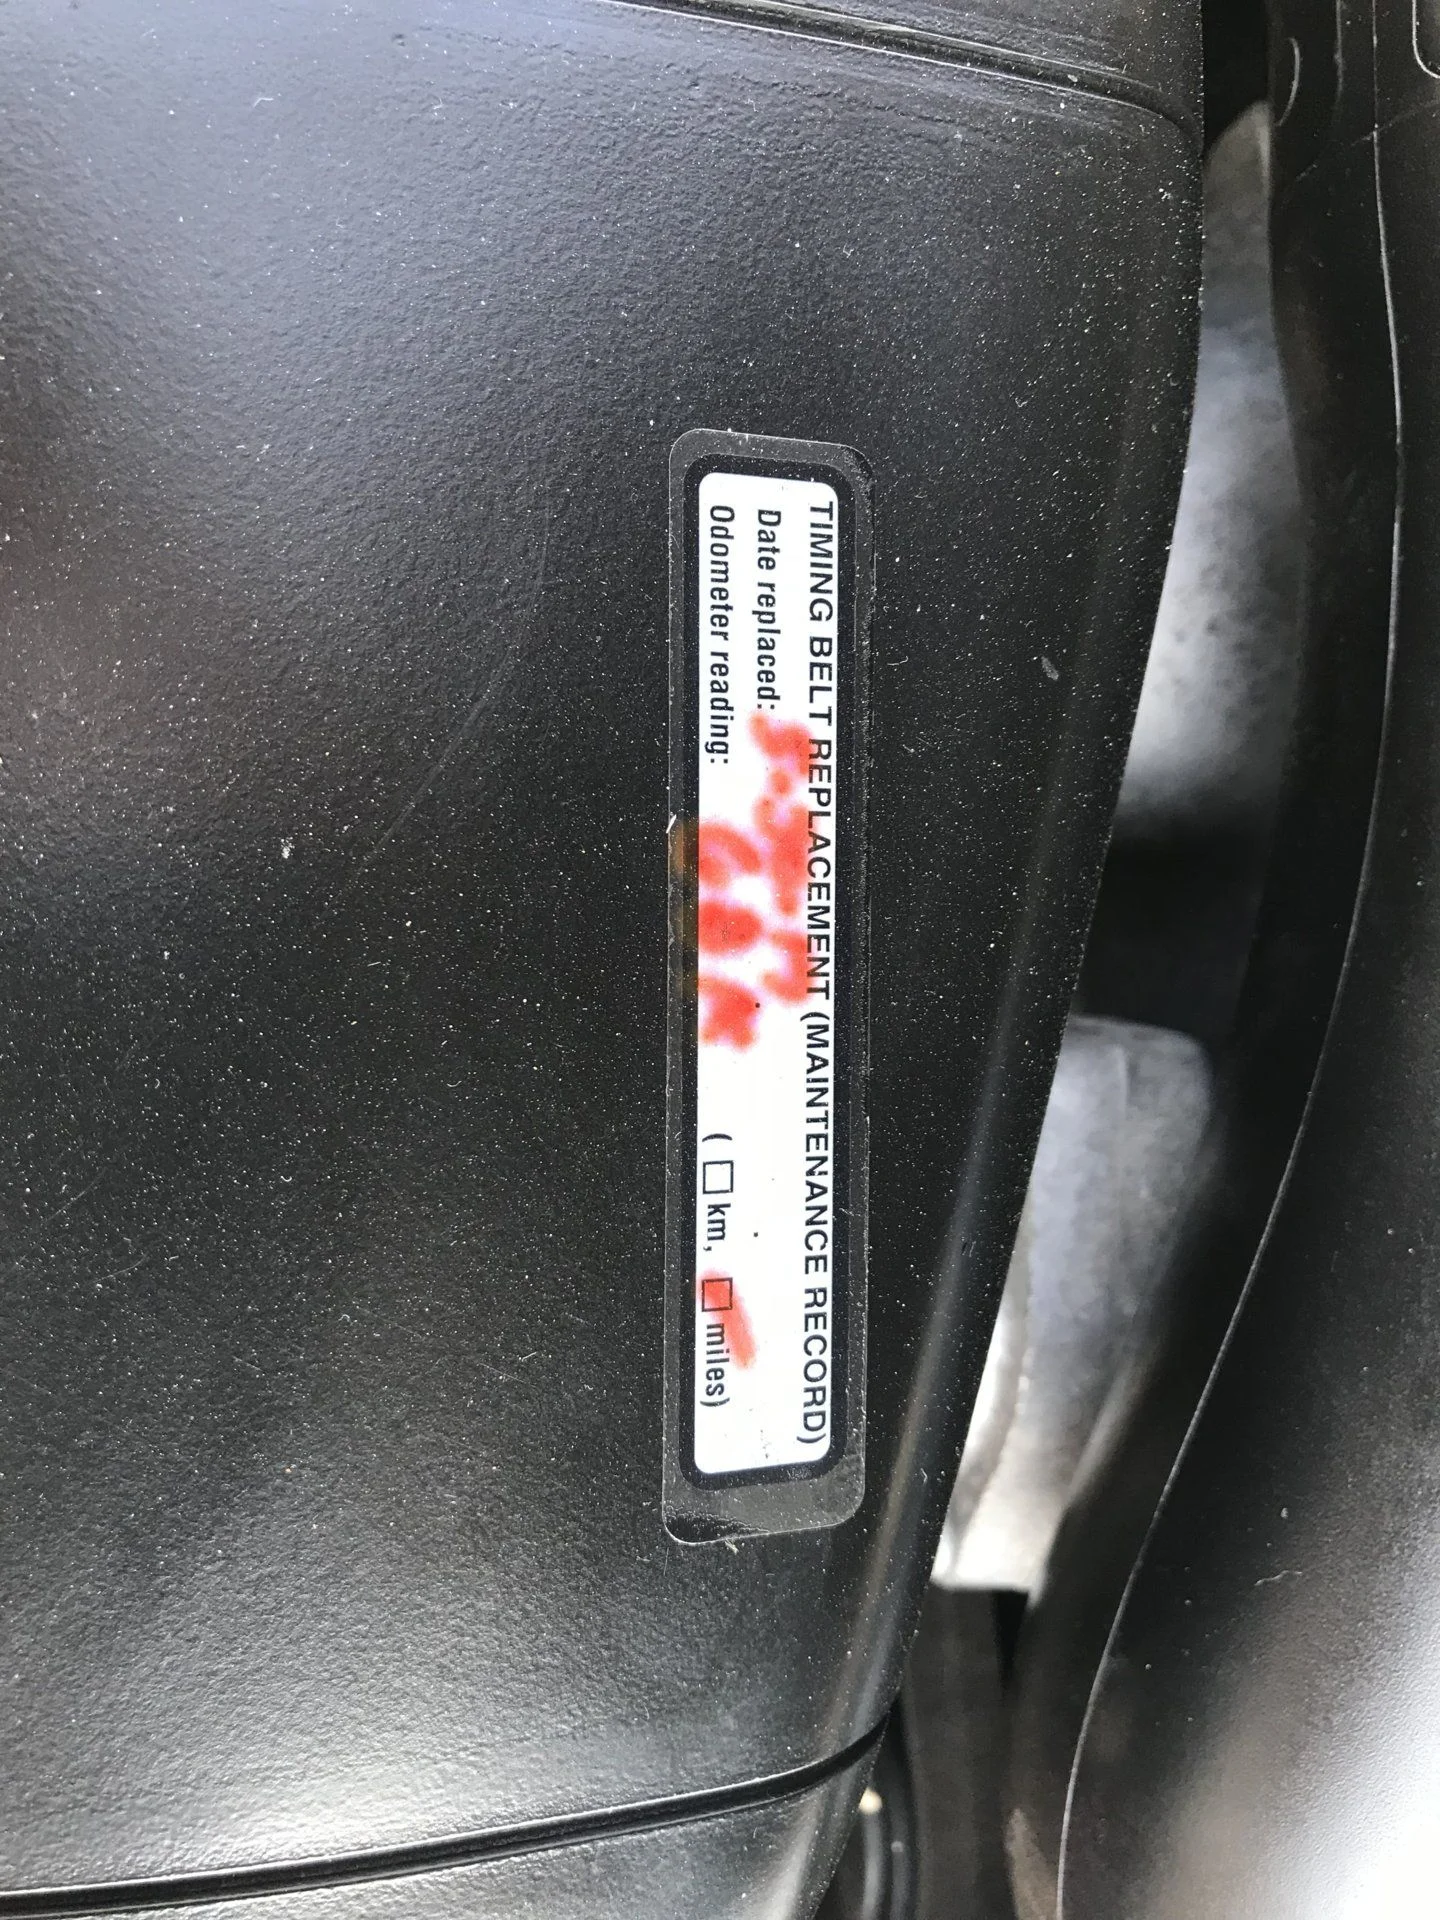 TIMING BELT REPLACEMENT (MAINTENANCE RECORD)
Date replaced:
Odometer reading: (☐ km, ☐ miles)